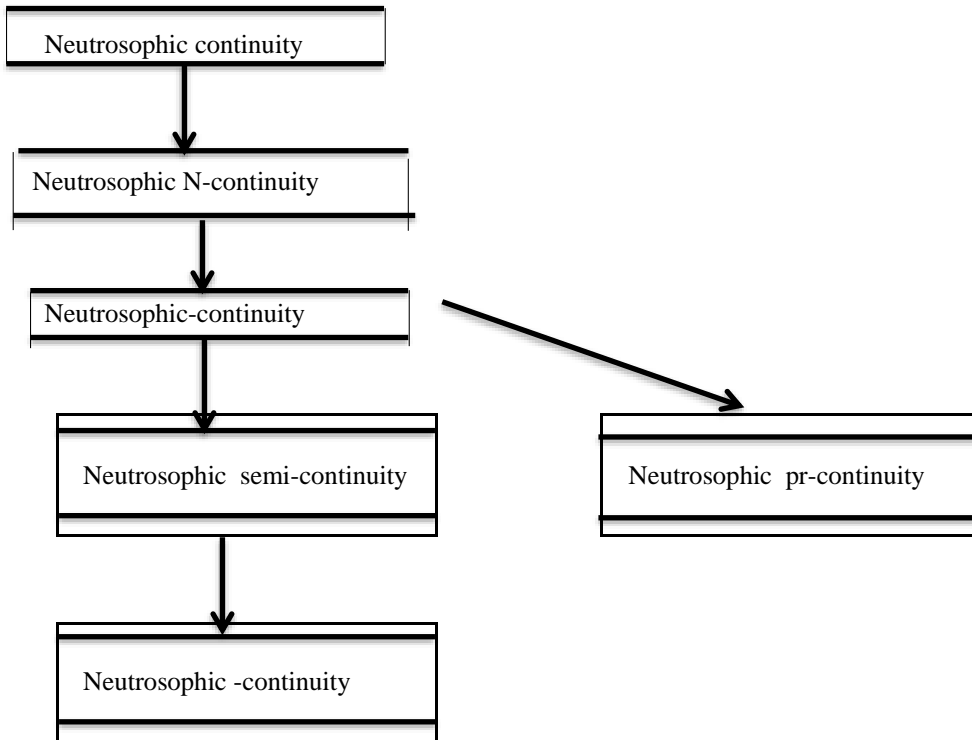 Neutrosophic continuity
Neutrosophic N-continuity
Neutrosophic-continuity
Neutrosophic semi-continuity
Neutrosophic pr-continuity
Neutrosophic -continuity